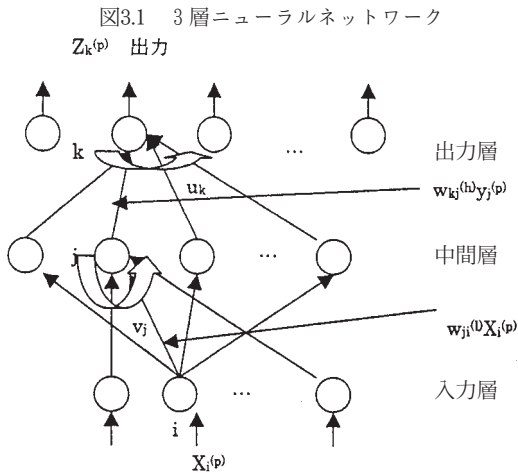 図3.1 3層ニューラルネットワーク
Zk(p) 出力
k
…
出力層
uk
wkj(h)yj(p)
j
…
中間層
vj
wji(l)Xi(p)
…
入力層
i
Xi(p)